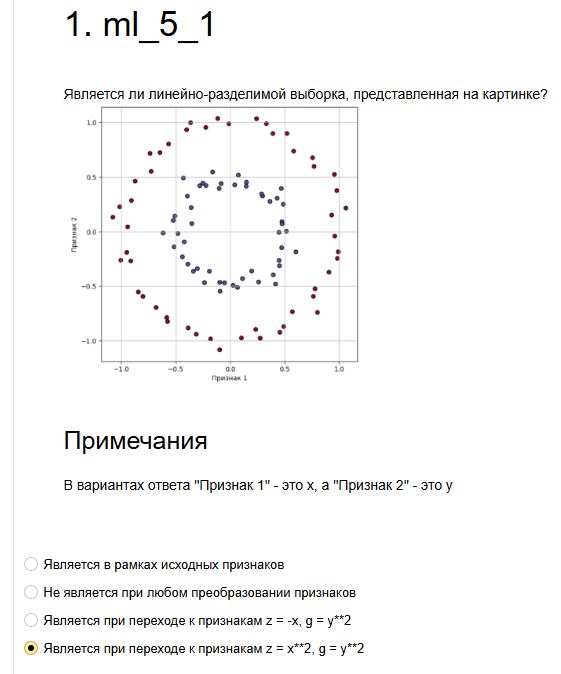 1. ml_5_1
Является ли линейно-разделимой выборка, представленная на картинке?
1.0
0.5
0.0
−0.5
−1.0
Признак 2
−1.0 −0.5 0.0 0.5 1.0
Признак 1
Примечания
В вариантах ответа "Признак 1" - это x, а "Признак 2" - это y
Является в рамках исходных признаков
Не является при любом преобразовании признаков
Является при переходе к признакам z = -x, g = y**2
Является при переходе к признакам z = x**2, g = y**2